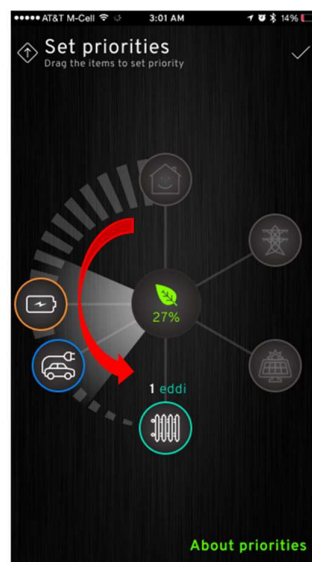 AT&T M-Cell 3:01 AM 14%
Set priorities
Drag the items to set priority
27%
1 eddi
About priorities